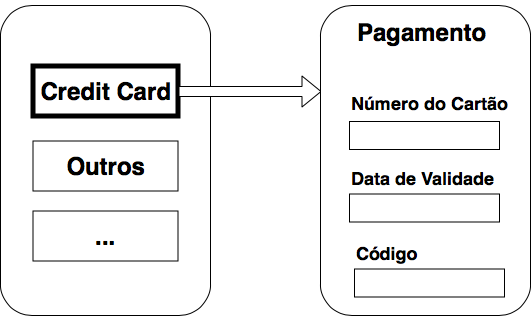 Credit Card
Outros
...
Pagamento
Número do Cartão
Data de Validade
Código